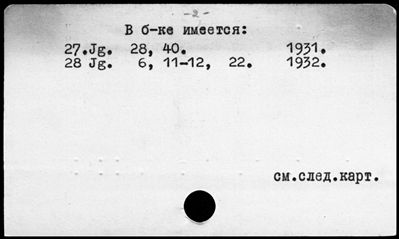 - 2 -
В б-ке имеется:
27.Jg. 28, 40. 1931.
28 Jg. 6, 11-12, 22. 1932.
см.след.карт.